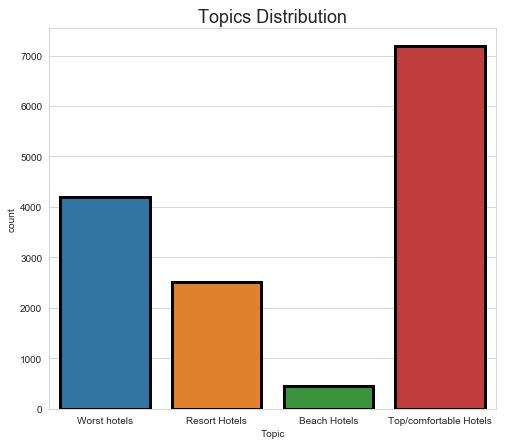 Topics Distribution
7000
6000
5000
4000
3000
2000
1000
0
count
Worst hotels Resort Hotels Beach Hotels Top/comfortable Hotels
Topic